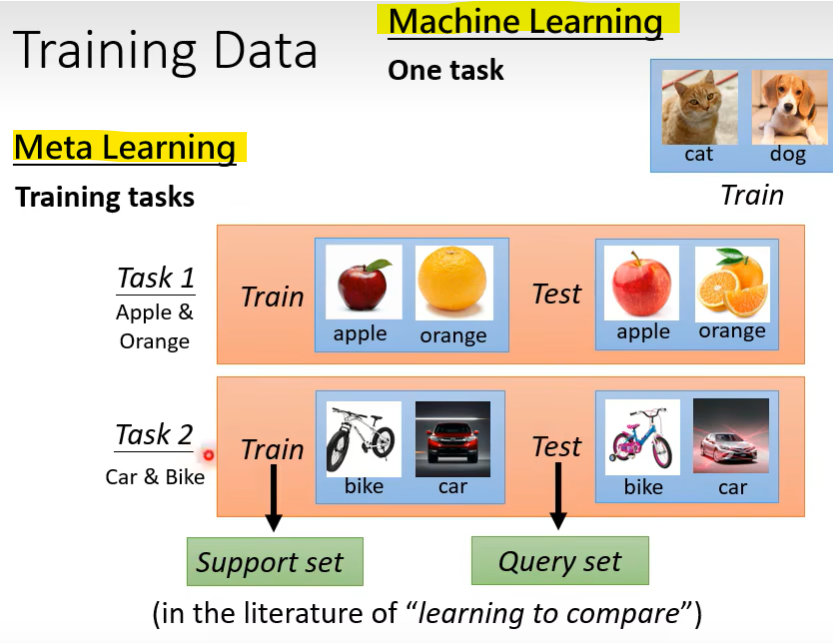 Training Data
Machine Learning
One task
cat dog
Train
Meta Learning
Training tasks
Task 1
Apple &
Orange
Train
apple orange
Test
apple orange
Task 2
Car & Bike
Train
bike car
Test
bike car
Support set
Query set
(in the literature of “learning to compare”)